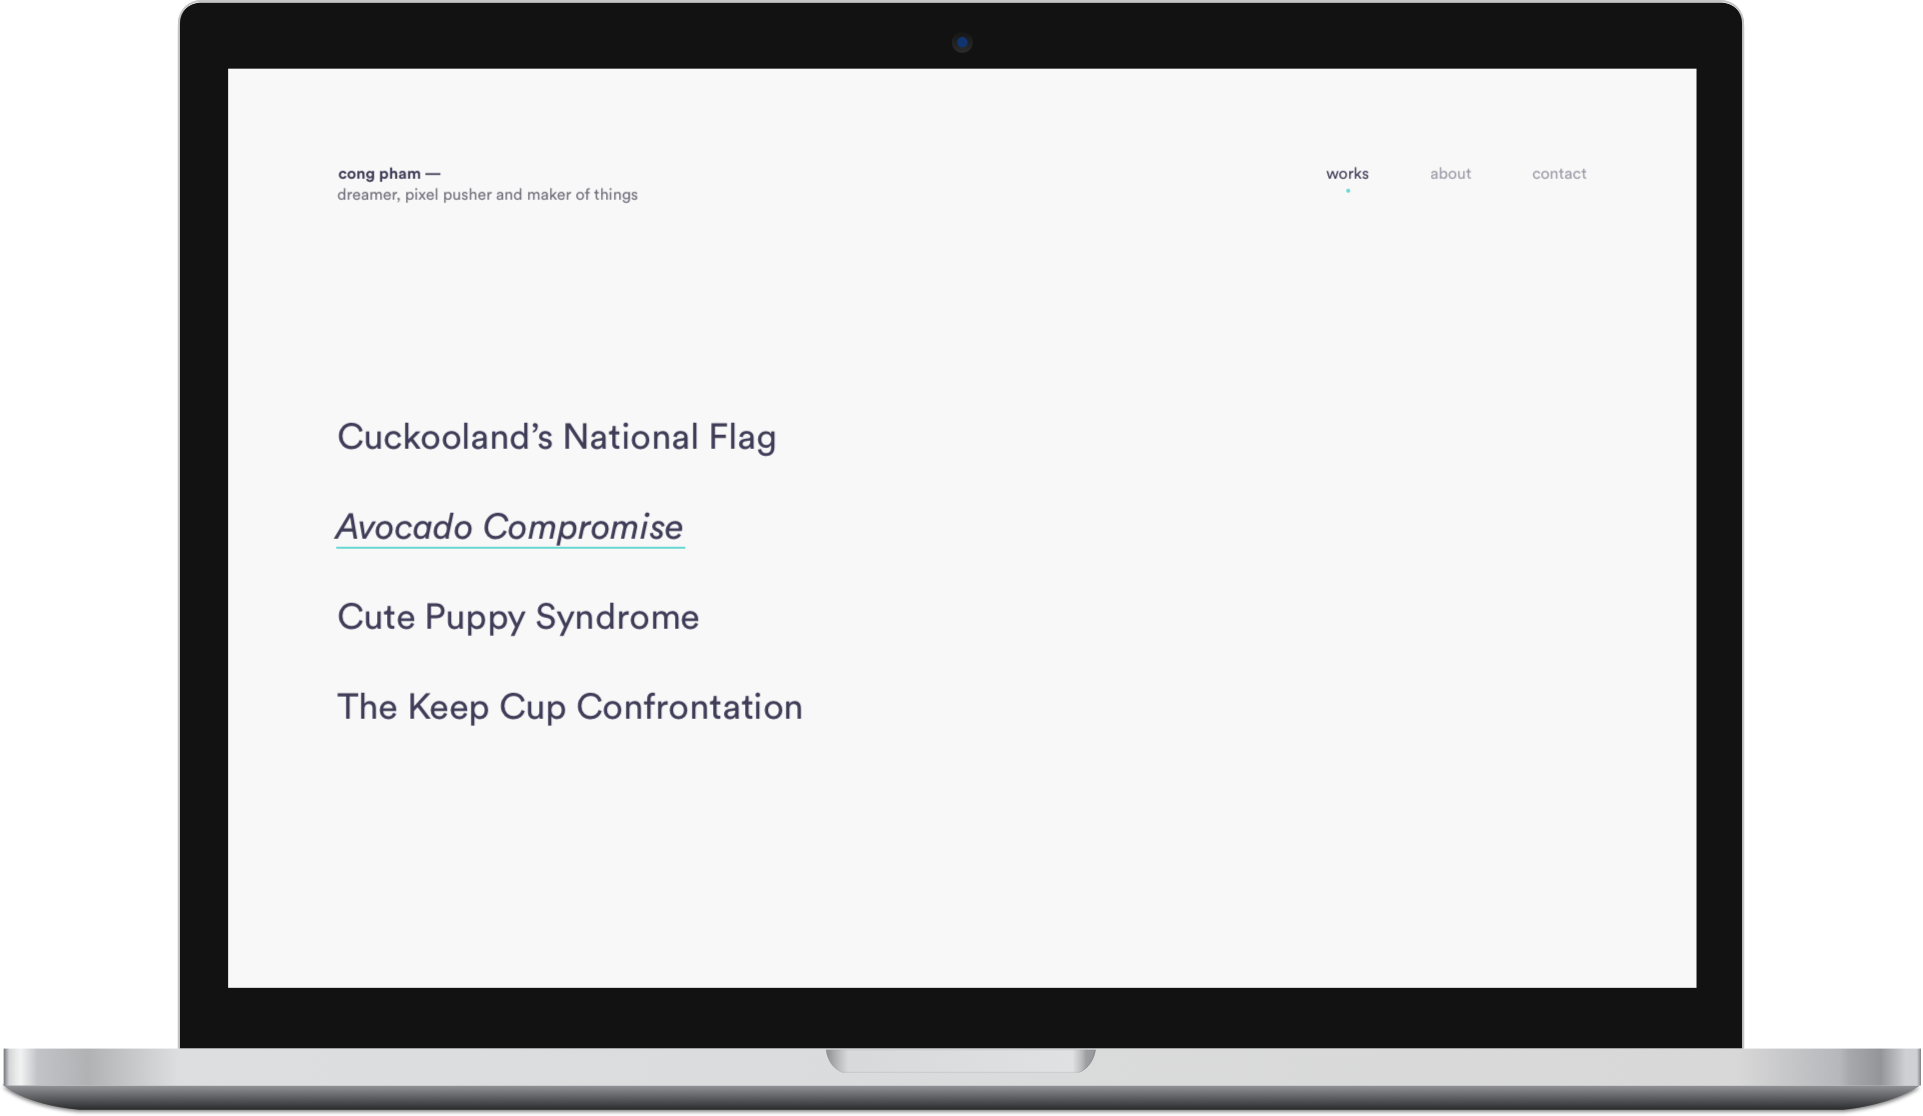 cong pham —
dreamer, pixel pusher and maker of things
works
about
contact
Cuckooland’s National Flag
Avocado Compromise
Cute Puppy Syndrome
The Keep Cup Confrontation